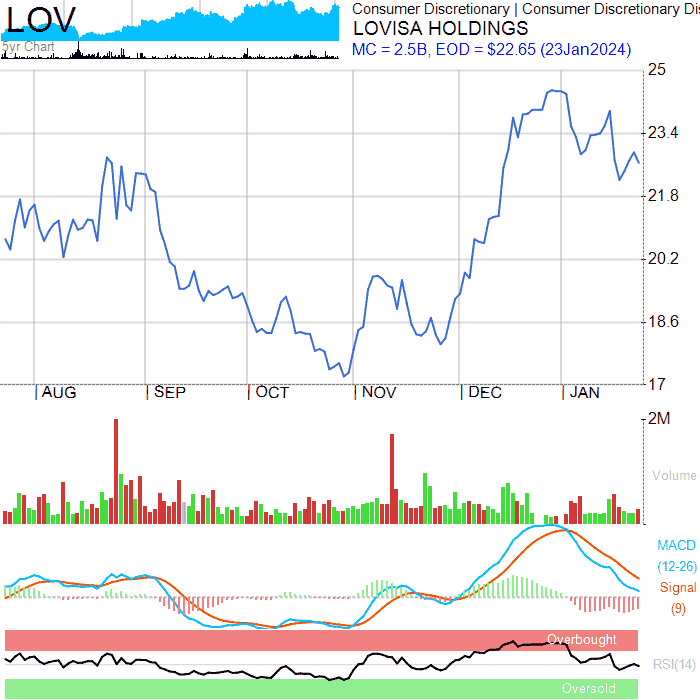 LOV
5yr Chart
Consumer Discretionary | Consumer Discretionary Dis
LOVISA HOLDINGS
MC = 2.5B, EOD = $22.65 (23Jan2024)
25
23.4
21.8
20.2
18.6
17
AUG SEP OCT NOV DEC JAN
2M
Volume
MACD
(12-26)
Signal
(9)
Overbought
RSI(14)
Oversold